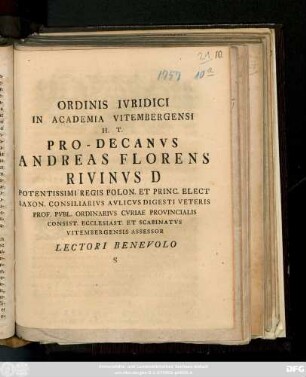 ORDINIS IVRIDICI
IN ACADEMIA VITEMBERGENSI
H. T.
PRO-DECANVS
ANDREAS FLORENS
RIVINVS D
POTENTISSIMI REGIS POLON. ET PRINC. ELECT
SAXON. CONSILIARIVS AVLICVS DIGESTI VETERIS
PROF. PVBL. ORDINARIVS CVRIAE PROVINCIALIS
CONSIST. ECCLESIAST. ET SCABINATVS
VITEMBERGENSIS ASSESSOR
LECTORI BENEVOLO
S
DFG